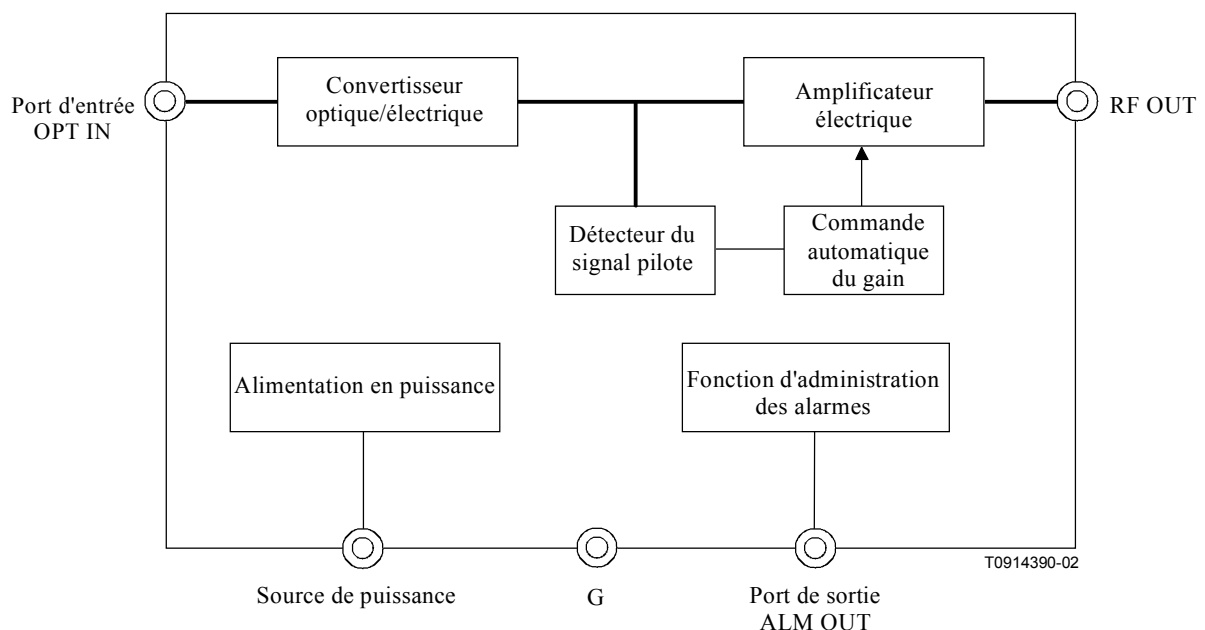 Port d'entrée
OPT IN
Convertisseur
optique/électrique
Amplificateur
électrique
RF OUT
Détecteur du
signal pilote
Commande
automatique
du gain
Alimentation en puissance
Fonction d'administration
des alarmes
T0914390-02
Source de puissance
G
Port de sortie
ALM OUT